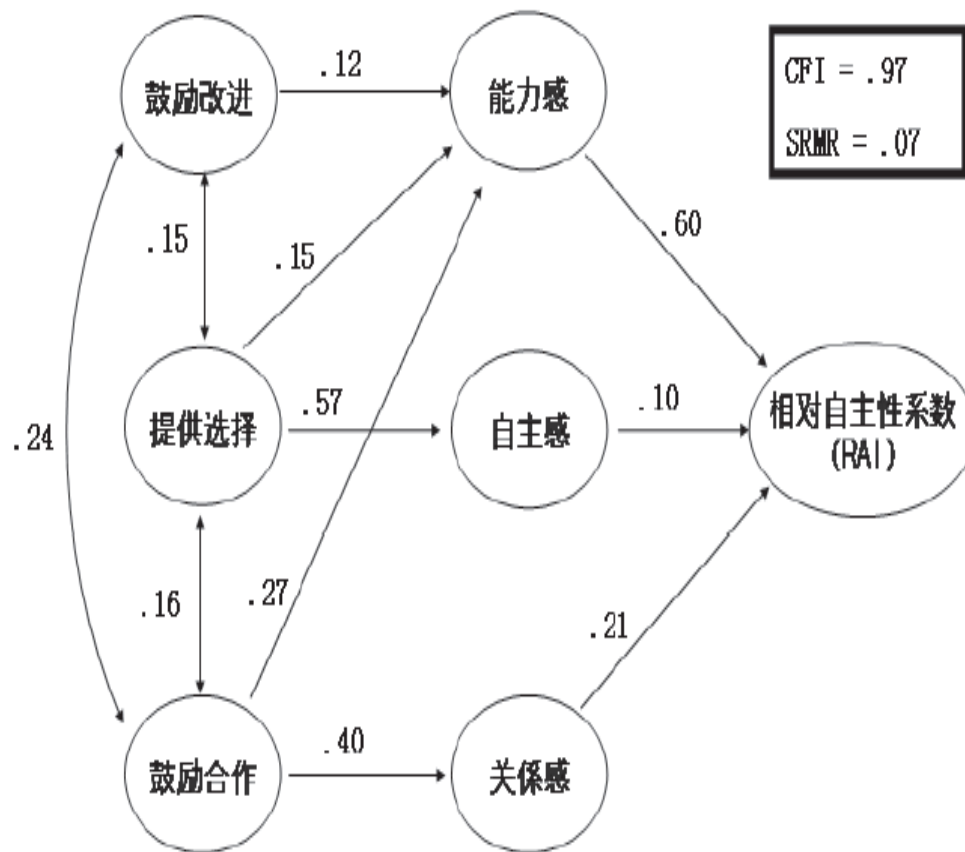 鼓励改进
.12
能力感
CFI = .97
SRMR = .07
.15
.15
.60
.24
提供选择
.57
自主感
.10
相对自主性系数
(RAI)
.16
.27
.21
鼓励合作
.40
关係感